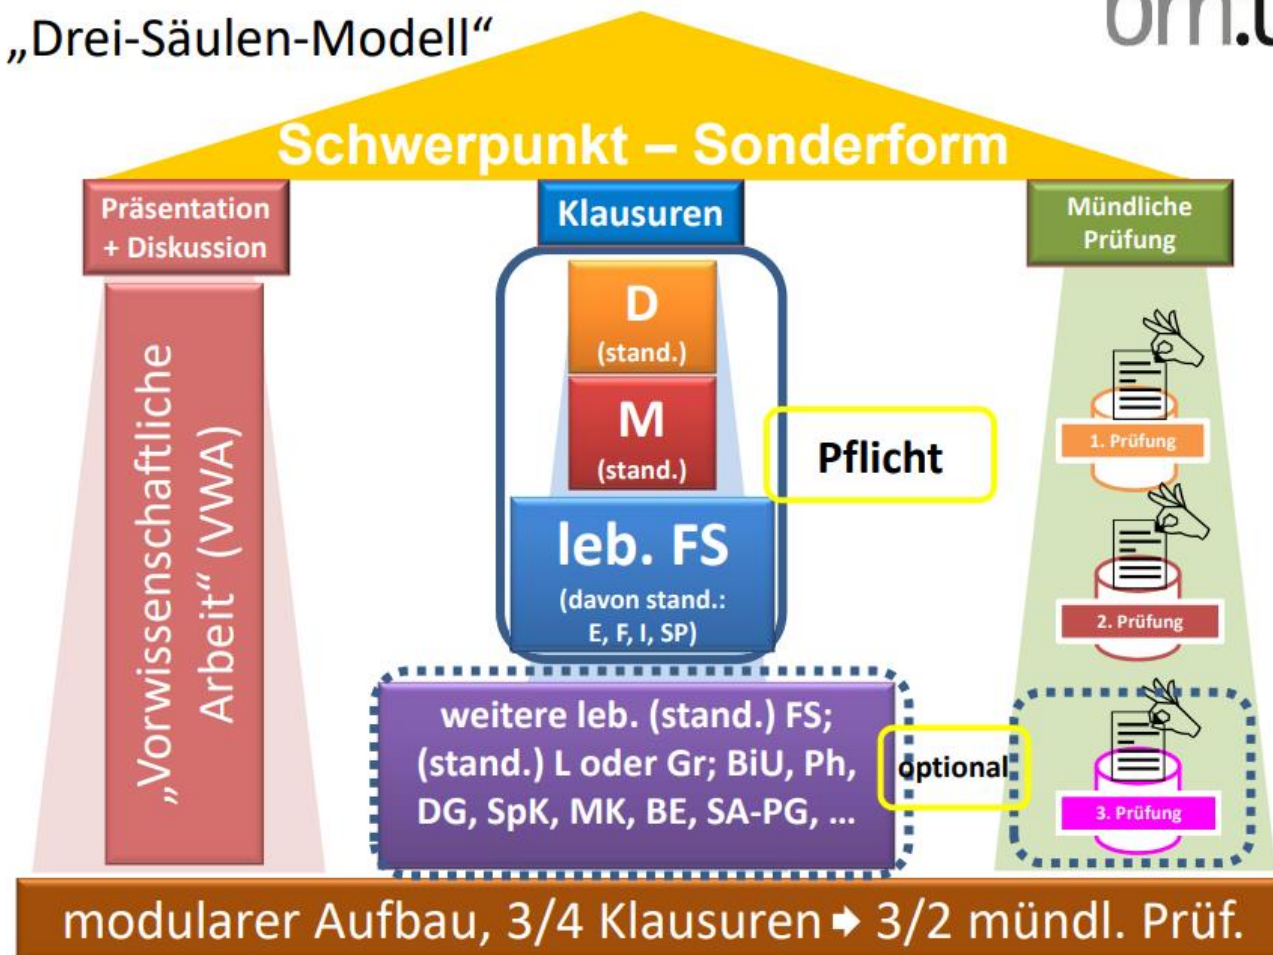 „Drei-Säulen-Modell“
Schwerpunkt – Sonderform
Präsentation
+ Diskussion
„Vorwissenschaftliche
Arbeit“ (VWA)
Klausuren
D
(stand.)
M
(stand.)
leb. FS
(davon stand.:
E, F, I, SP)
Pflicht
weitere leb. (stand.) FS;
(stand.) L oder Gr; BiU, Ph,
DG, SpK, MK, BE, SA-PG, ...
optional
Mündliche
Prüfung
1. Prüfung
2. Prüfung
3. Prüfung
modularer Aufbau, 3/4 Klausuren ➧ 3/2 mündl. Prüf.